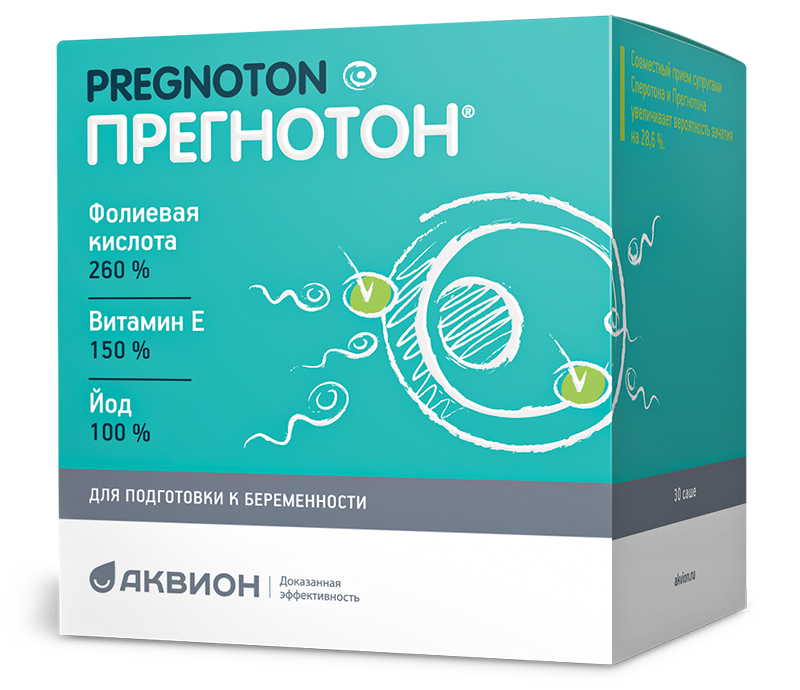 PREGNOTON
ПРЕГНОТОН®
Фолиевая
кислота
260 %
Витамин Е
150 %
Йод
100 %
ДЛЯ ПОДГОТОВКИ К БЕРЕМЕННОСТИ
АКВИОН
Доказанная
эффективность
Совместный прием супругами
Сперотона и Прегнотона
увеличивает вероятность зачатия
на 28,6 %.
30 саше
akvion.ru